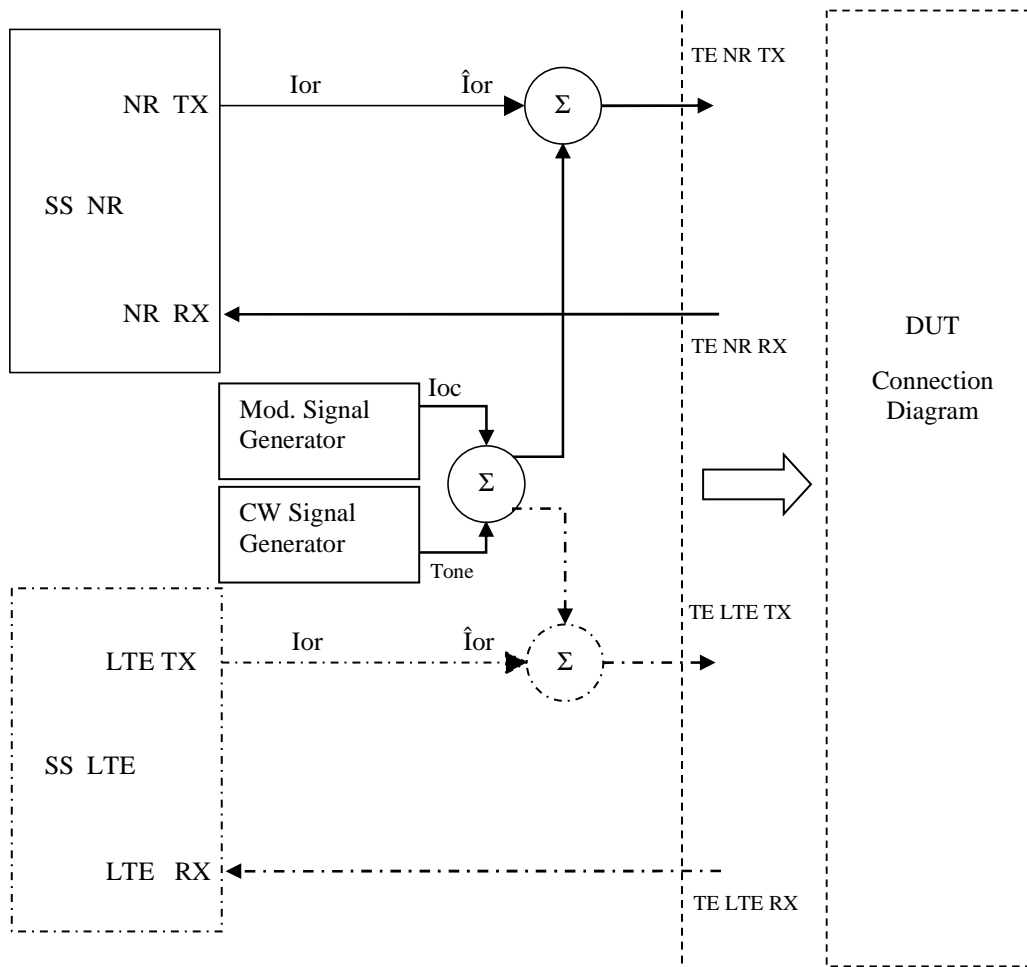 TE NR TX
NR TX
Ior
Îor
Σ
SS NR
NR RX
TE NR RX
DUT
Connection
Diagram
Ioc
Mod. Signal
Generator
Σ
CW Signal
Generator
Tone
TE LTE TX
LTE TX
Ior
Îor
Σ
SS LTE
LTE RX
TE LTE RX